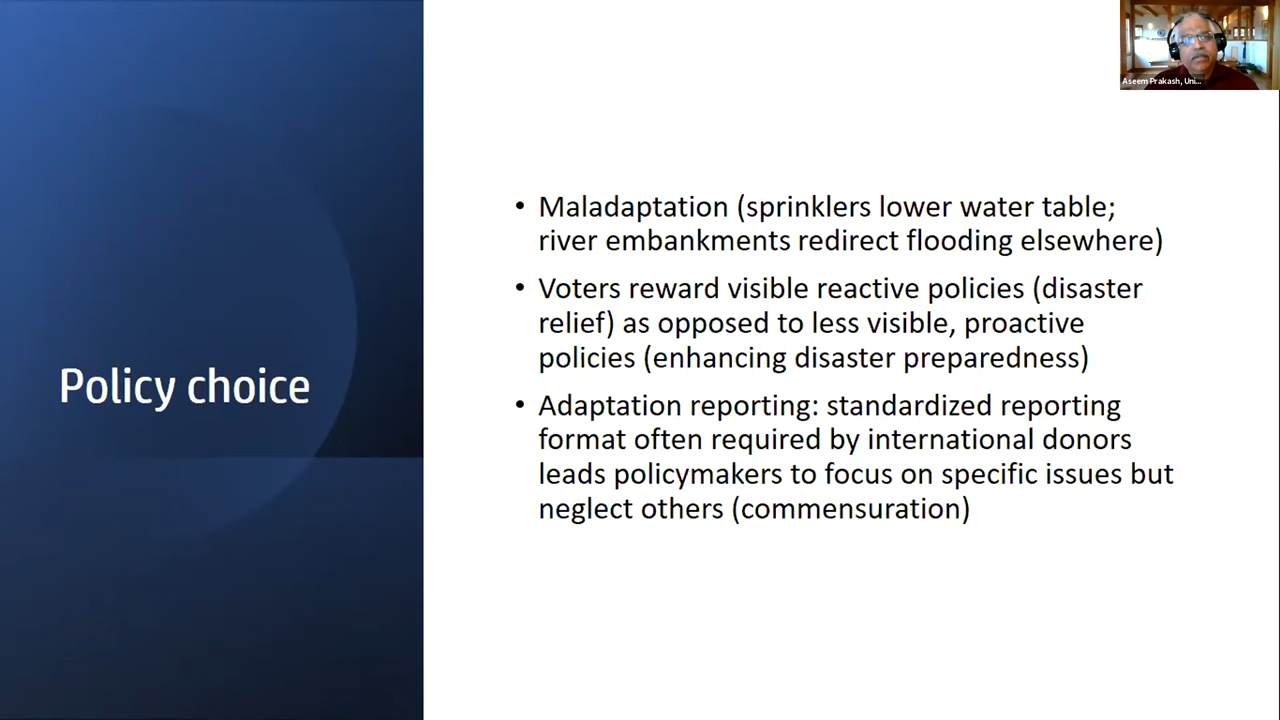 Aseem Prakash, Uni...
Policy choice
• Maladaptation (sprinklers lower water table;
river embankments redirect flooding elsewhere)
• Voters reward visible reactive policies (disaster
relief) as opposed to less visible, proactive
policies (enhancing disaster preparedness)
• Adaptation reporting: standardized reporting
format often required by international donors
leads policymakers to focus on specific issues but
neglect others (commensuration)